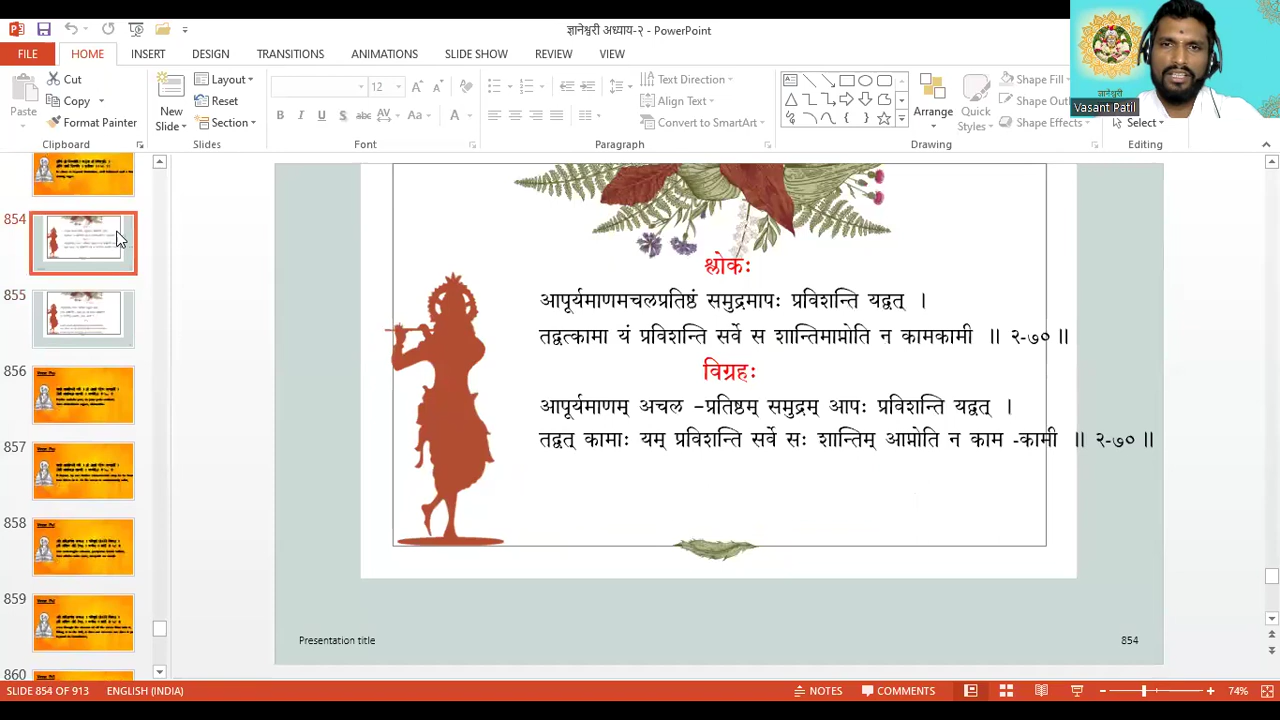 ज्ञानेश्वरी अध्याय-२ - PowerPoint
FILE HOME INSERT DESIGN TRANSITIONS ANIMATIONS SLIDE SHOW REVIEW VIEW
Vasant Patil
Cut
Copy
Format Painter
Paste
New Slide
Layout
Reset
Section
12
Text Direction
Align Text
Convert to SmartArt
Arrange
Quick Styles
Shape Fill
Shape Effects
Select
Clipboard Slides Font Paragraph Drawing Editing
854
855
856
857
858
859
860
श्लोकः
आपूर्यमाणमचलप्रतिष्ठं समुद्रमापः प्रविशन्ति यद्वत् ।
तद्वत्कामा यं प्रविशन्ति सर्वे स शान्तिमाप्नोति न कामकामी ॥ २-७० ॥
विग्रहः
आपूर्यमाणम् अचल -प्रतिष्ठम् समुद्रम् आपः प्रविशन्ति यद्वत् ।
तद्वत् कामाः यम् प्रविशन्ति सर्वे सः शान्तिम् आप्नोति न काम -कामी ॥ २-७० ॥
Presentation title 854
SLIDE 854 OF 913 ENGLISH (INDIA) NOTES COMMENTS 74%